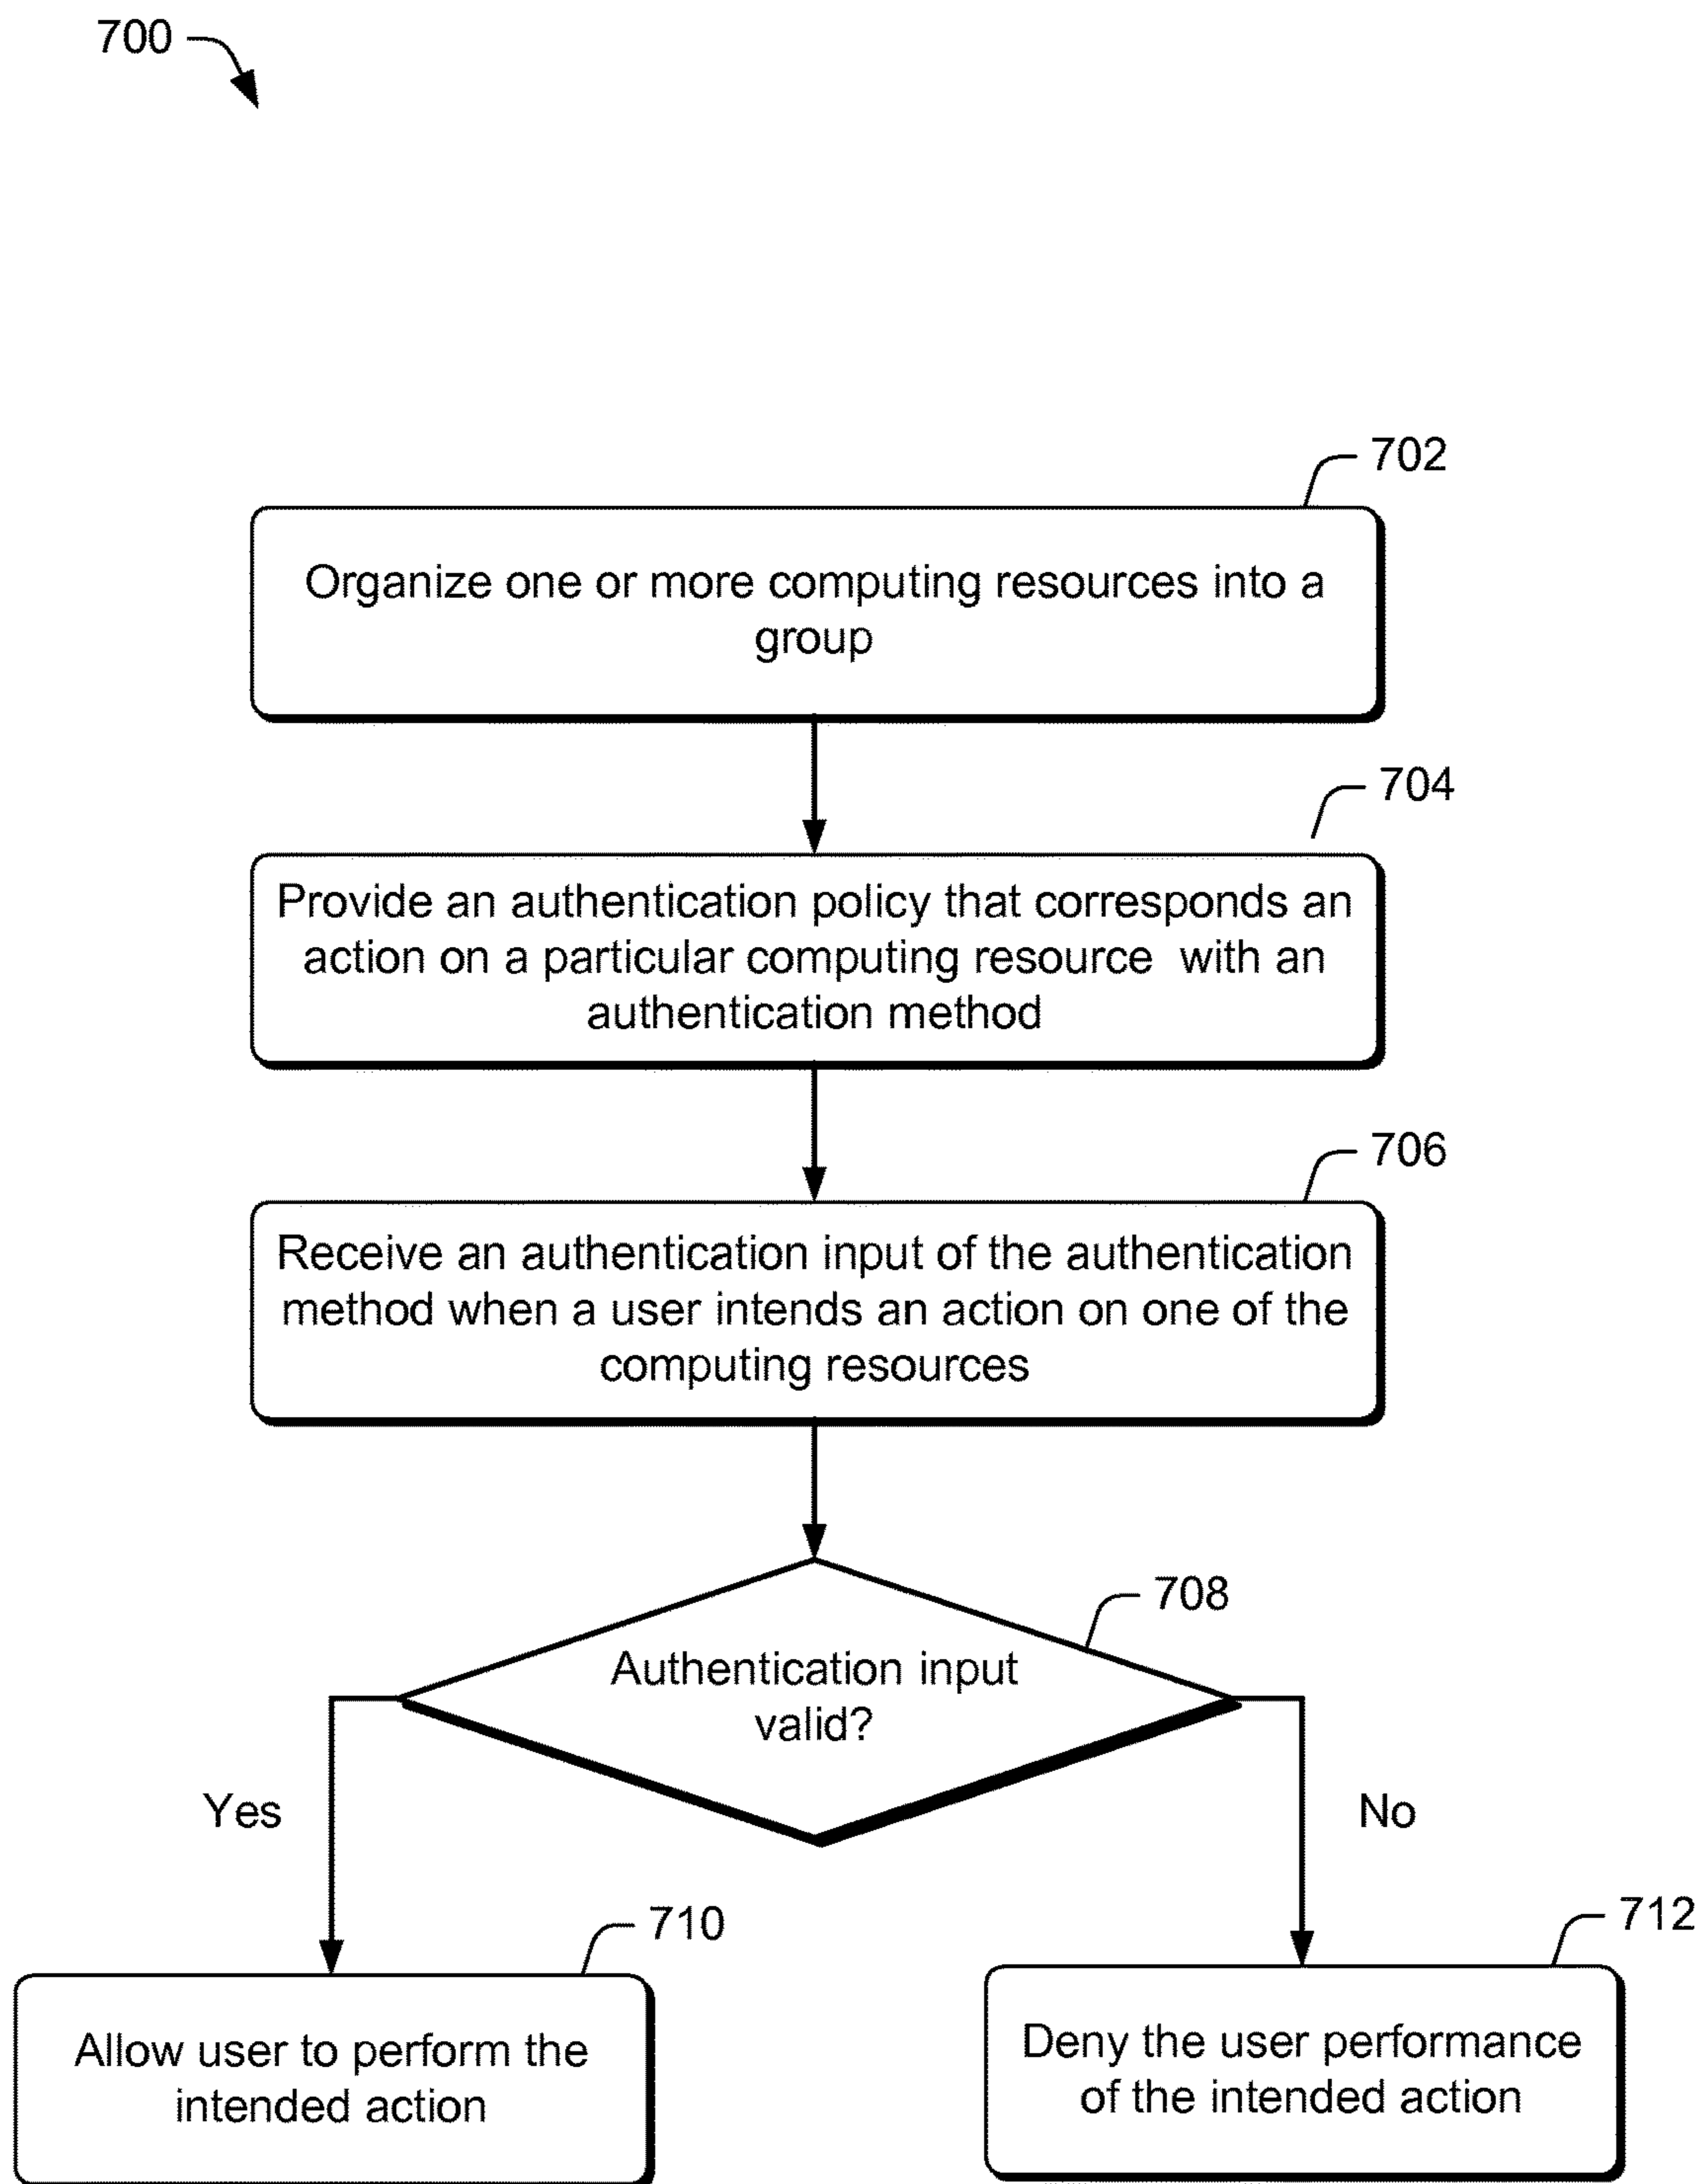 700
702
Organize one or more computing resources into a
group
704
Provide an authentication policy that corresponds an
action on a particular computing resource with an
authentication method
706
Receive an authentication input of the authentication
method when a user intends an action on one of the
computing resources
708
Authentication input
valid?
Yes
No
710
Allow user to perform the
intended action
712
Deny the user performance
of the intended action